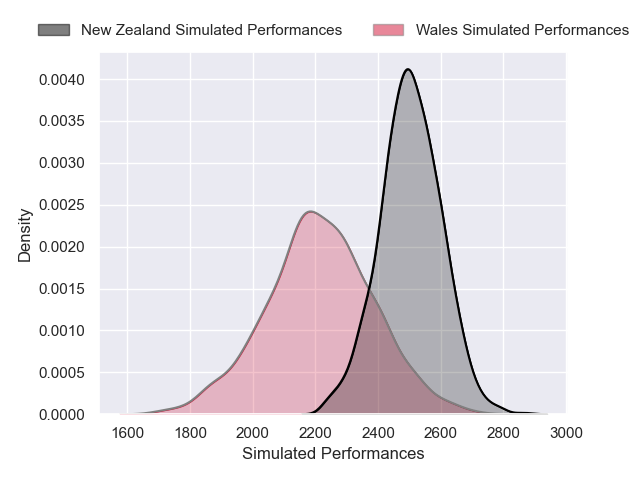 New Zealand Simulated Performances
Wales Simulated Performances
0.0040
0.0035
0.0030
0.0025
0.0020
0.0015
0.0010
0.0005
0.0000
Density
1600 1800 2000 2200 2400 2600 2800 3000
Simulated Performances